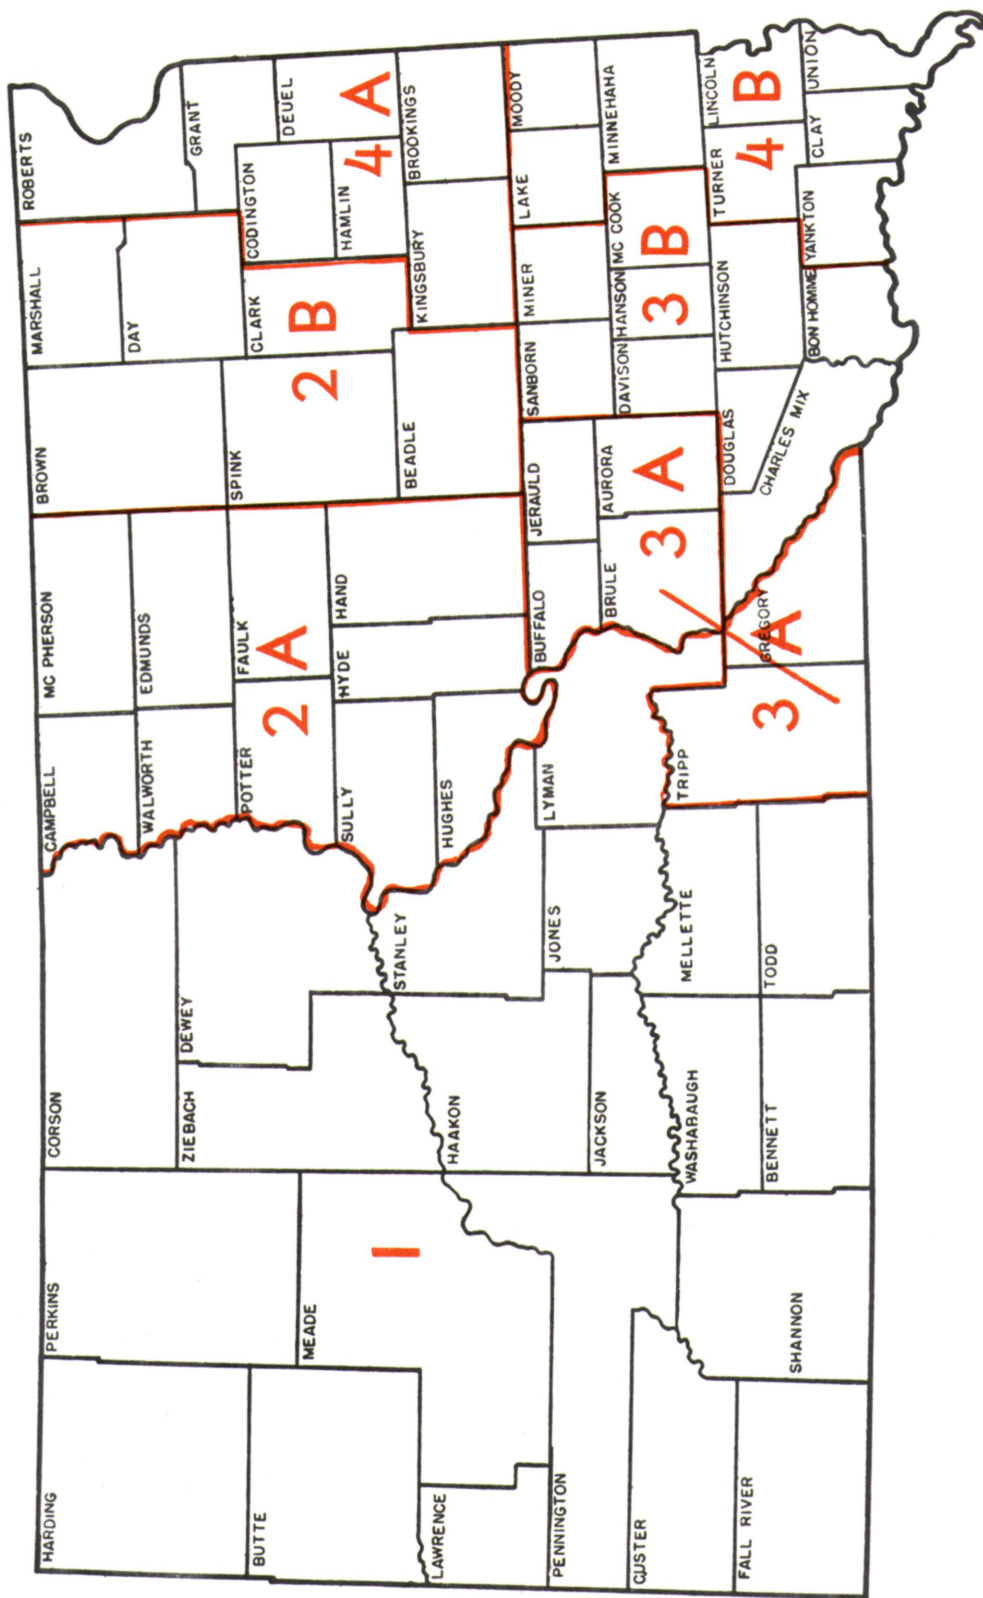 HARDING
PERKINS
CORSON
CAMPBELL
MC PHERSON
BROWN
MARSHALL
ROBERTS
WALWORTH
EDMUNDS
DAY
GRANT
BUTTE
ZIEBACH
DEWEY
POTTER
FAULK
SPINK
CLARK
CODINGTON
DEUEL
MEADE
SULLY
HYDE
HAND
HAMLIN
1
2 A
2 B
4 A
LAWRENCE
HAAKON
STANLEY
HUGHES
BEADLE
KINGSBURY
BROOKINGS
PENNINGTON
JACKSON
JONES
LYMAN
BUFFALO
JERAULD
SANBORN
MINER
LAKE
MOODY
BRULE
AURORA
DAVISON
HANSON
MC COOK
MINNEHAHA
3 A
3 B
CUSTER
WASHABAUGH
MELLETTE
TRIPP
GREGORY
DOUGLAS
HUTCHINSON
TURNER
LINCOLN
3 A
4 B
FALL RIVER
SHANNON
BENNETT
TODD
CHARLES MIX
BON HOMME
YANKTON
CLAY
UNION